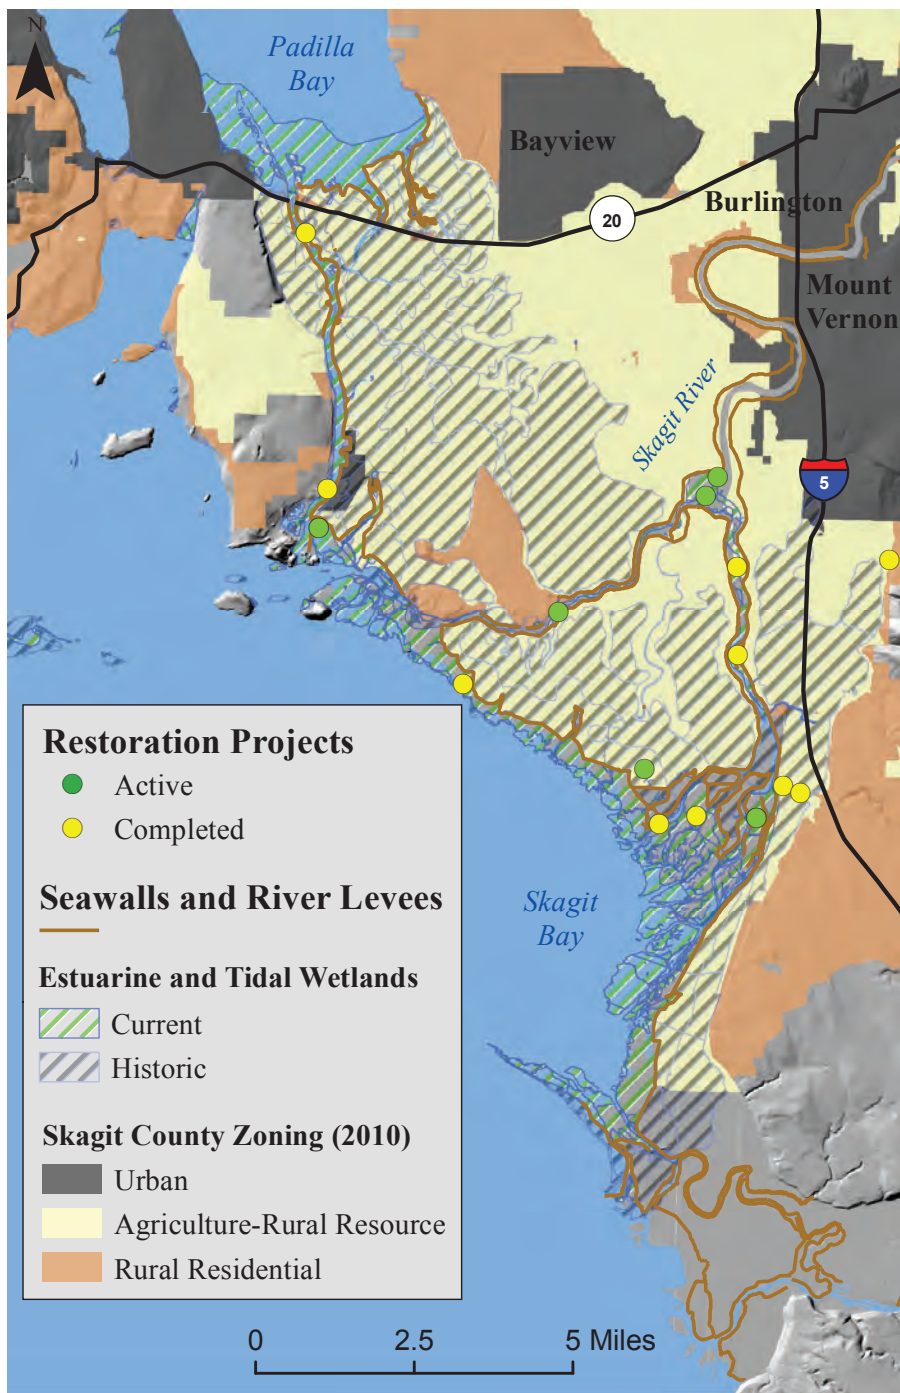 N
Padilla
Bay
Bayview
20
Burlington
Mount
Vernon
Skagit River
5
Restoration Projects
Active
Completed
Seawalls and River Levees
Estuarine and Tidal Wetlands
Current
Historic
Skagit County Zoning (2010)
Urban
Agriculture-Rural Resource
Rural Residential
Skagit
Bay
0 2.5 5 Miles